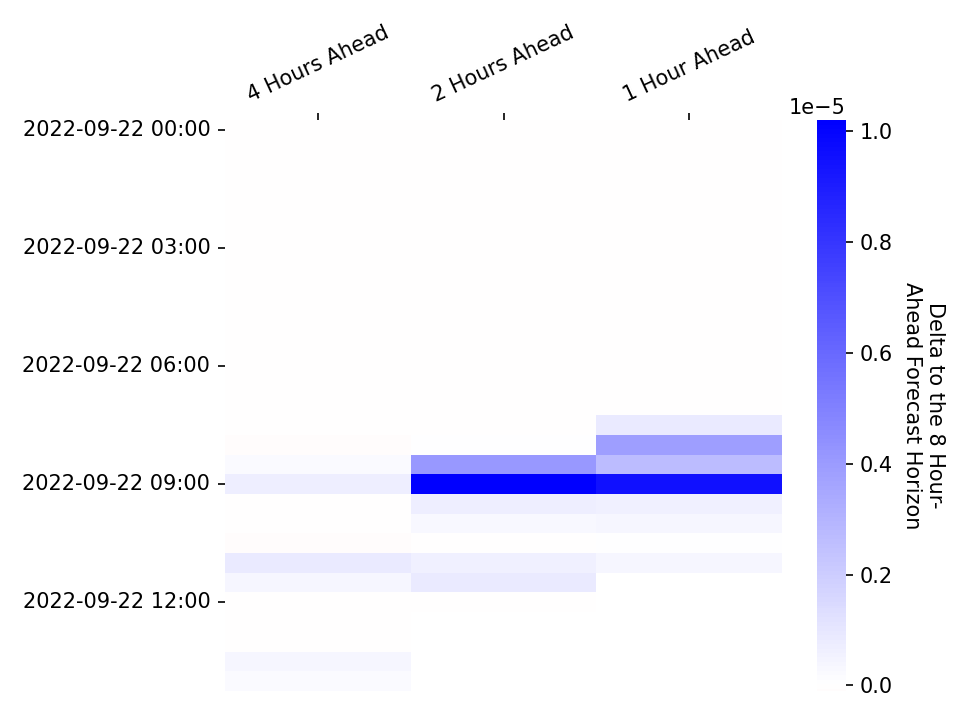 4 Hours Ahead
2 Hours Ahead
1 Hour Ahead
2022-09-22 00:00
2022-09-22 03:00
2022-09-22 06:00
2022-09-22 09:00
2022-09-22 12:00
1e−5
1.0
0.8
0.6
0.4
0.2
0.0
Delta to the 8 Hour-
Ahead Forecast Horizon